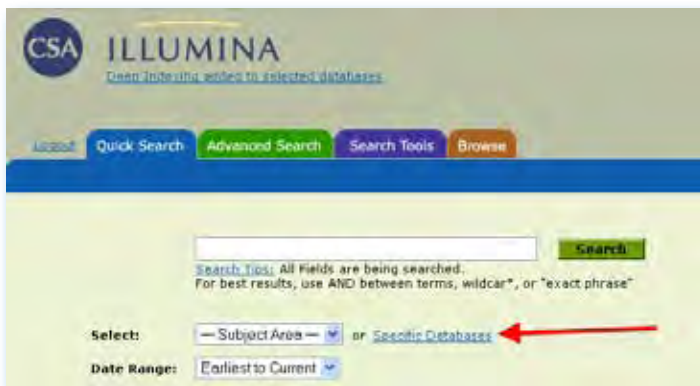 CSA ILLUMINA
Deep Indexing added to selected databases
Logout Quick Search Advanced Search Search Tools Browse
Search
Search Tips: All Fields are being searched.
For best results, use AND between terms, wildcar*, or "exact phrase"
Select: — Subject Area — or Specific Databases
Date Range: Earliest to Current